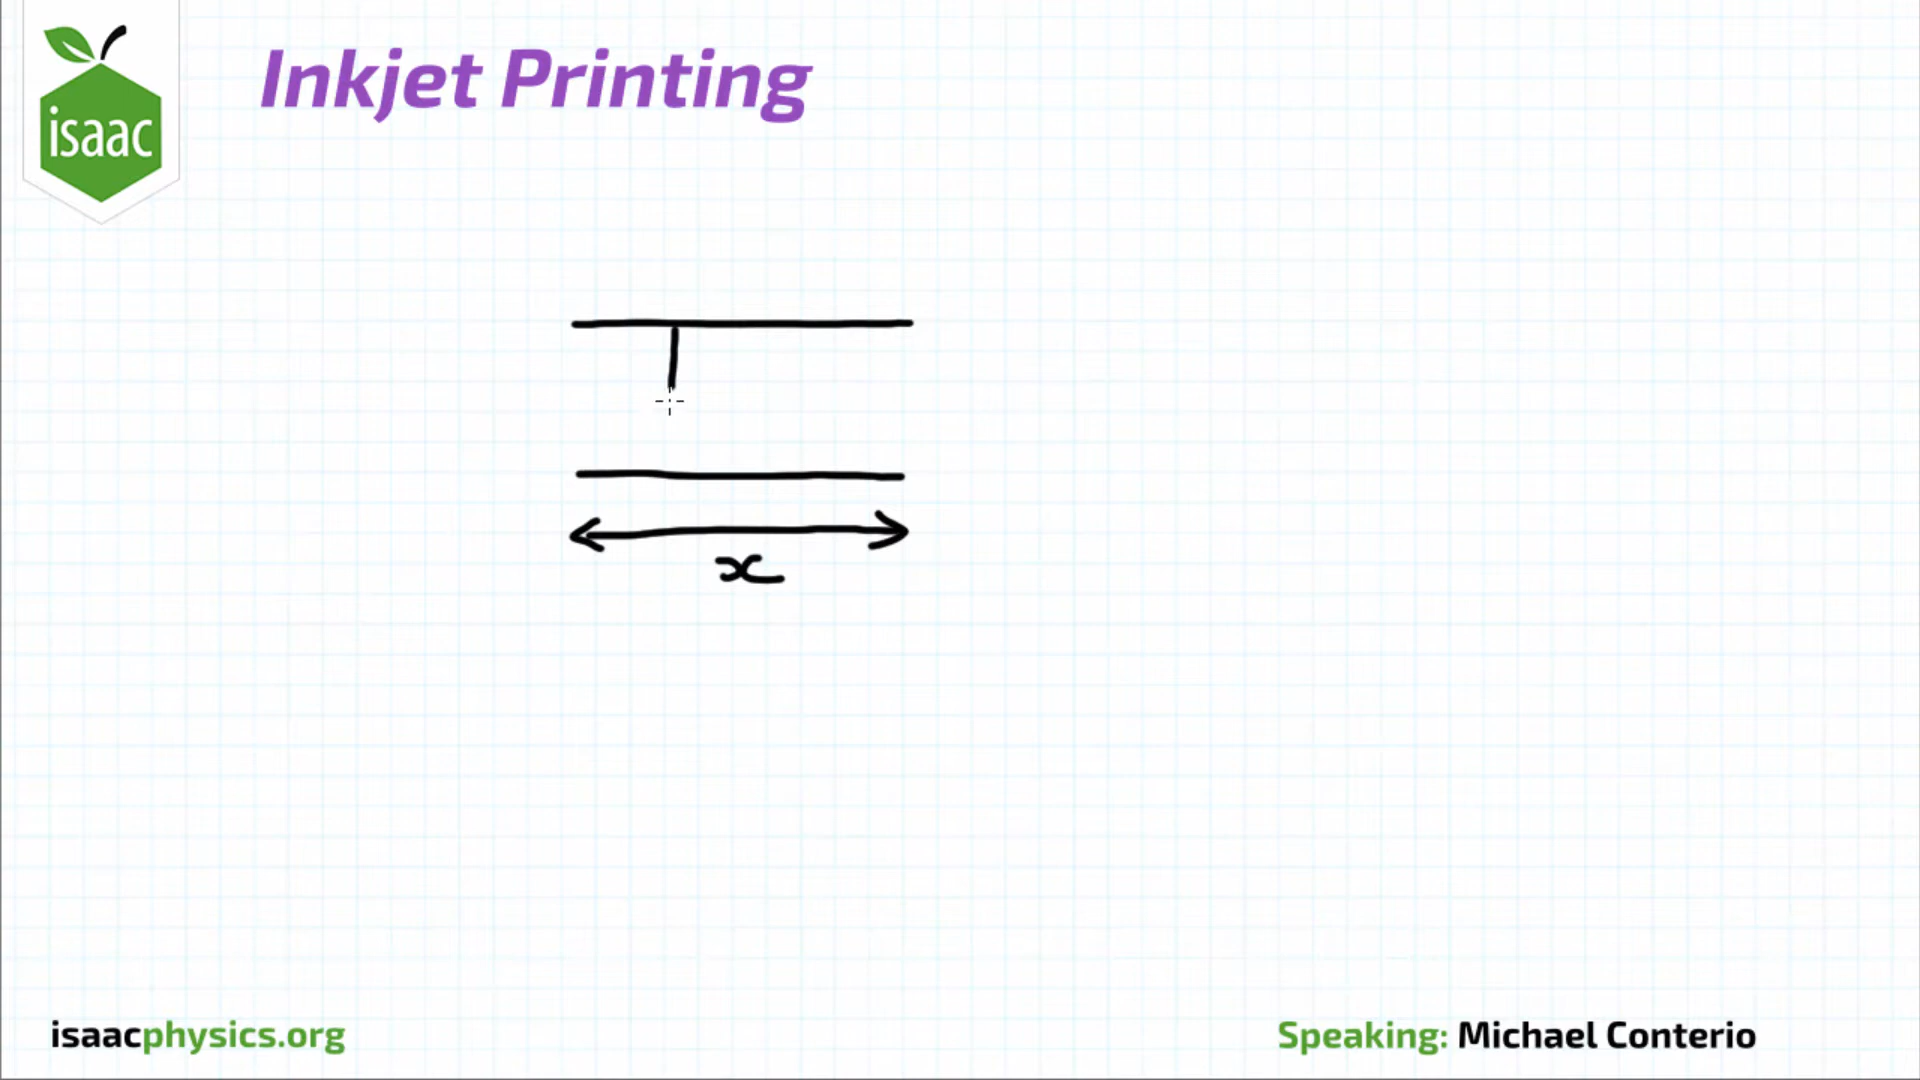 isaac
Inkjet Printing
x
isaacphysics.org
Speaking: Michael Conterio